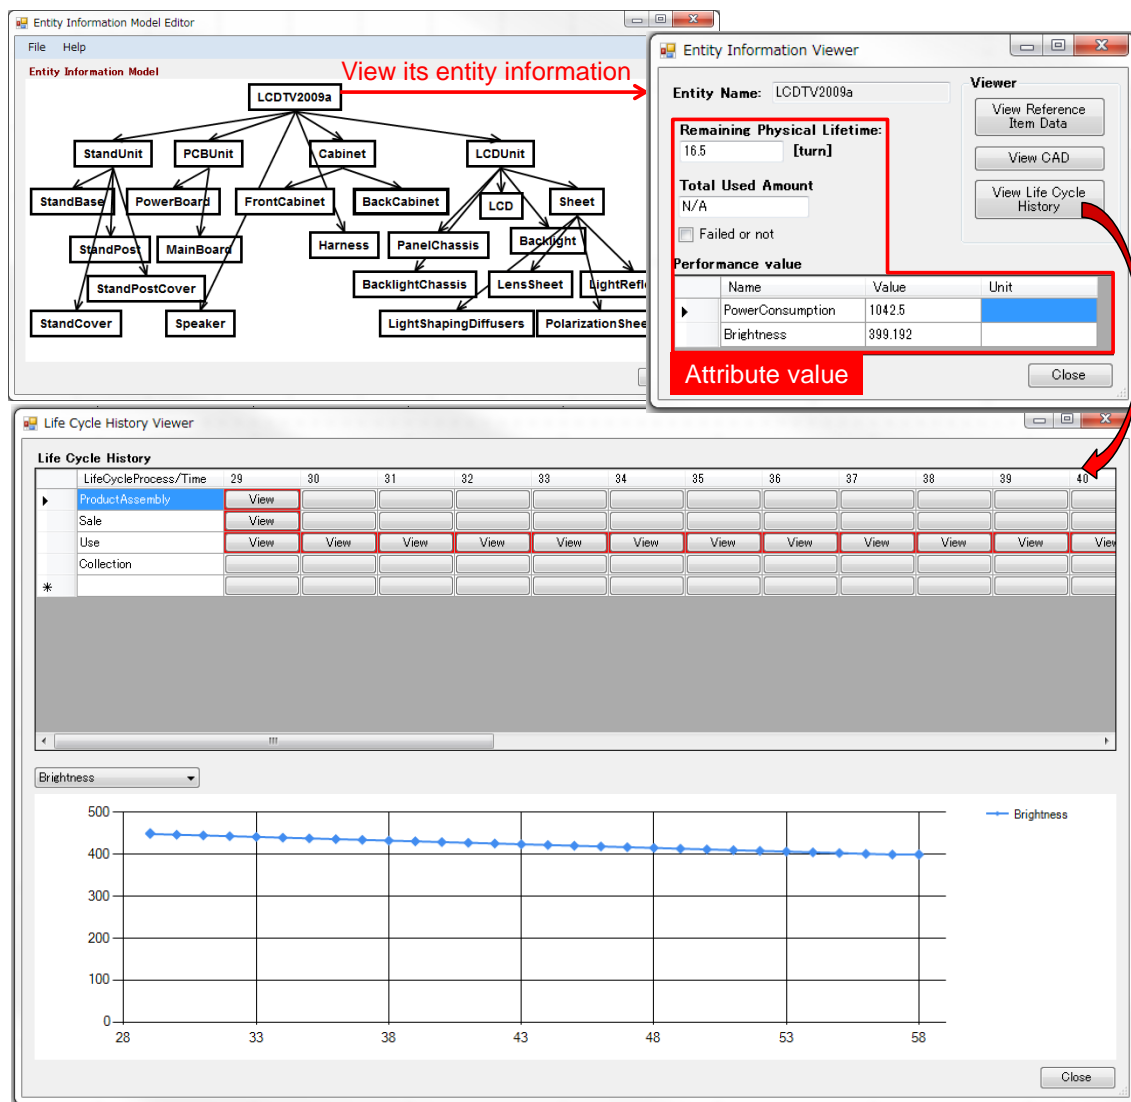 Entity Information Model Editor
File Help
Entity Information Model
View its entity information
LCDTV2009a
StandUnit PCBUnit Cabinet LCDUnit
StandBase PowerBoard FrontCabinet BackCabinet LCD Sheet
StandPost MainBoard Harness PanelChassis Backlight
StandPostCover BacklightChassis LensSheet LightRefl
StandCover Speaker LightShapingDiffusers PolarizationShee
Entity Information Viewer
Entity Name: LCDTV2009a
Viewer
View Reference
Item Data
View CAD
View Life Cycle
History
Remaining Physical Lifetime:
16.5 [turn]
Total Used Amount
N/A
Failed or not
Performance value
Name Value Unit
PowerConsumption 1042.5
Brightness 399.192
Attribute value
Close
Life Cycle History Viewer
Life Cycle History
LifeCycleProcess/Time 29 30 31 32 33 34 35 36 37 38 39 40
ProductAssembly View
Sale View
Use View View View View View View View View View View View View
Collection
Brightness
500
400
300
200
100
0
28 33 38 43 48 53 58
Brightness
Close